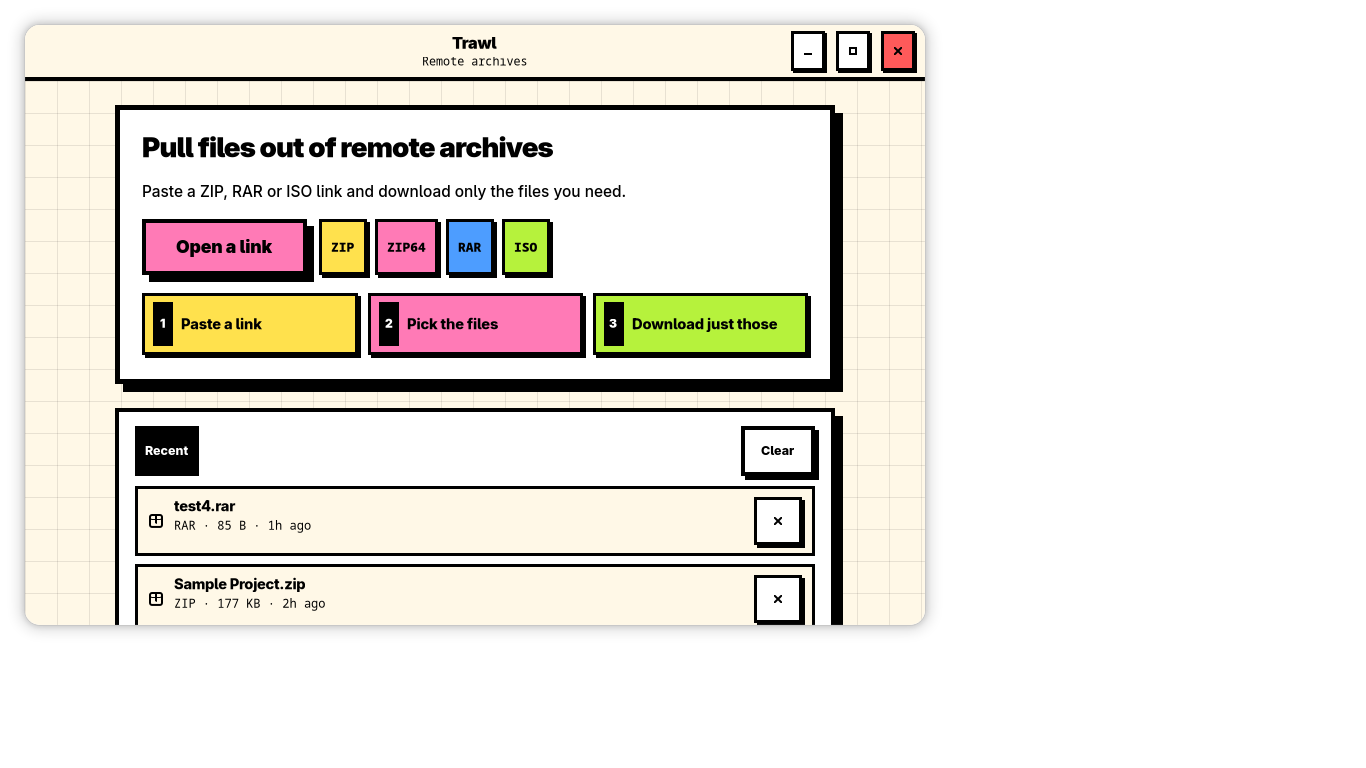 Trawl
Remote archives
Pull files out of remote archives
Paste a ZIP, RAR or ISO link and download only the files you need.
Open a link
ZIP
ZIP64
RAR
ISO
1 Paste a link
2 Pick the files
3 Download just those
Recent
Clear
test4.rar
RAR · 85 B · 1h ago
Sample Project.zip
ZIP · 177 KB · 2h ago